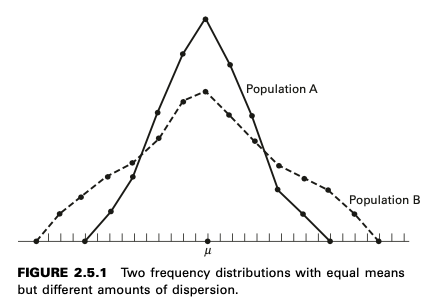 Population A
Population B
μ
FIGURE 2.5.1 Two frequency distributions with equal means
but different amounts of dispersion.